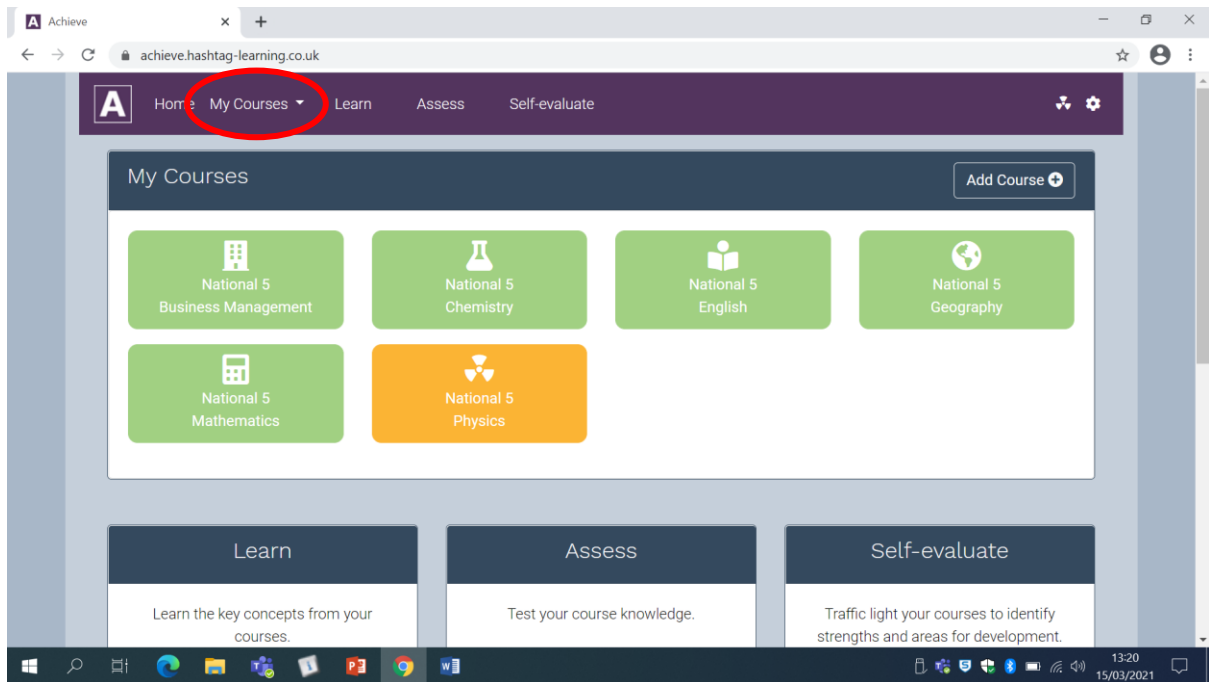 A Achieve
achieve.hashtag-learning.co.uk
A Home My Courses Learn Assess Self-evaluate
My Courses
Add Course
National 5
Business Management
National 5
Chemistry
National 5
English
National 5
Geography
National 5
Mathematics
National 5
Physics
Learn
Learn the key concepts from your
courses.
Assess
Test your course knowledge.
Self-evaluate
Traffic light your courses to identify
strengths and areas for development.
13:20
15/03/2021